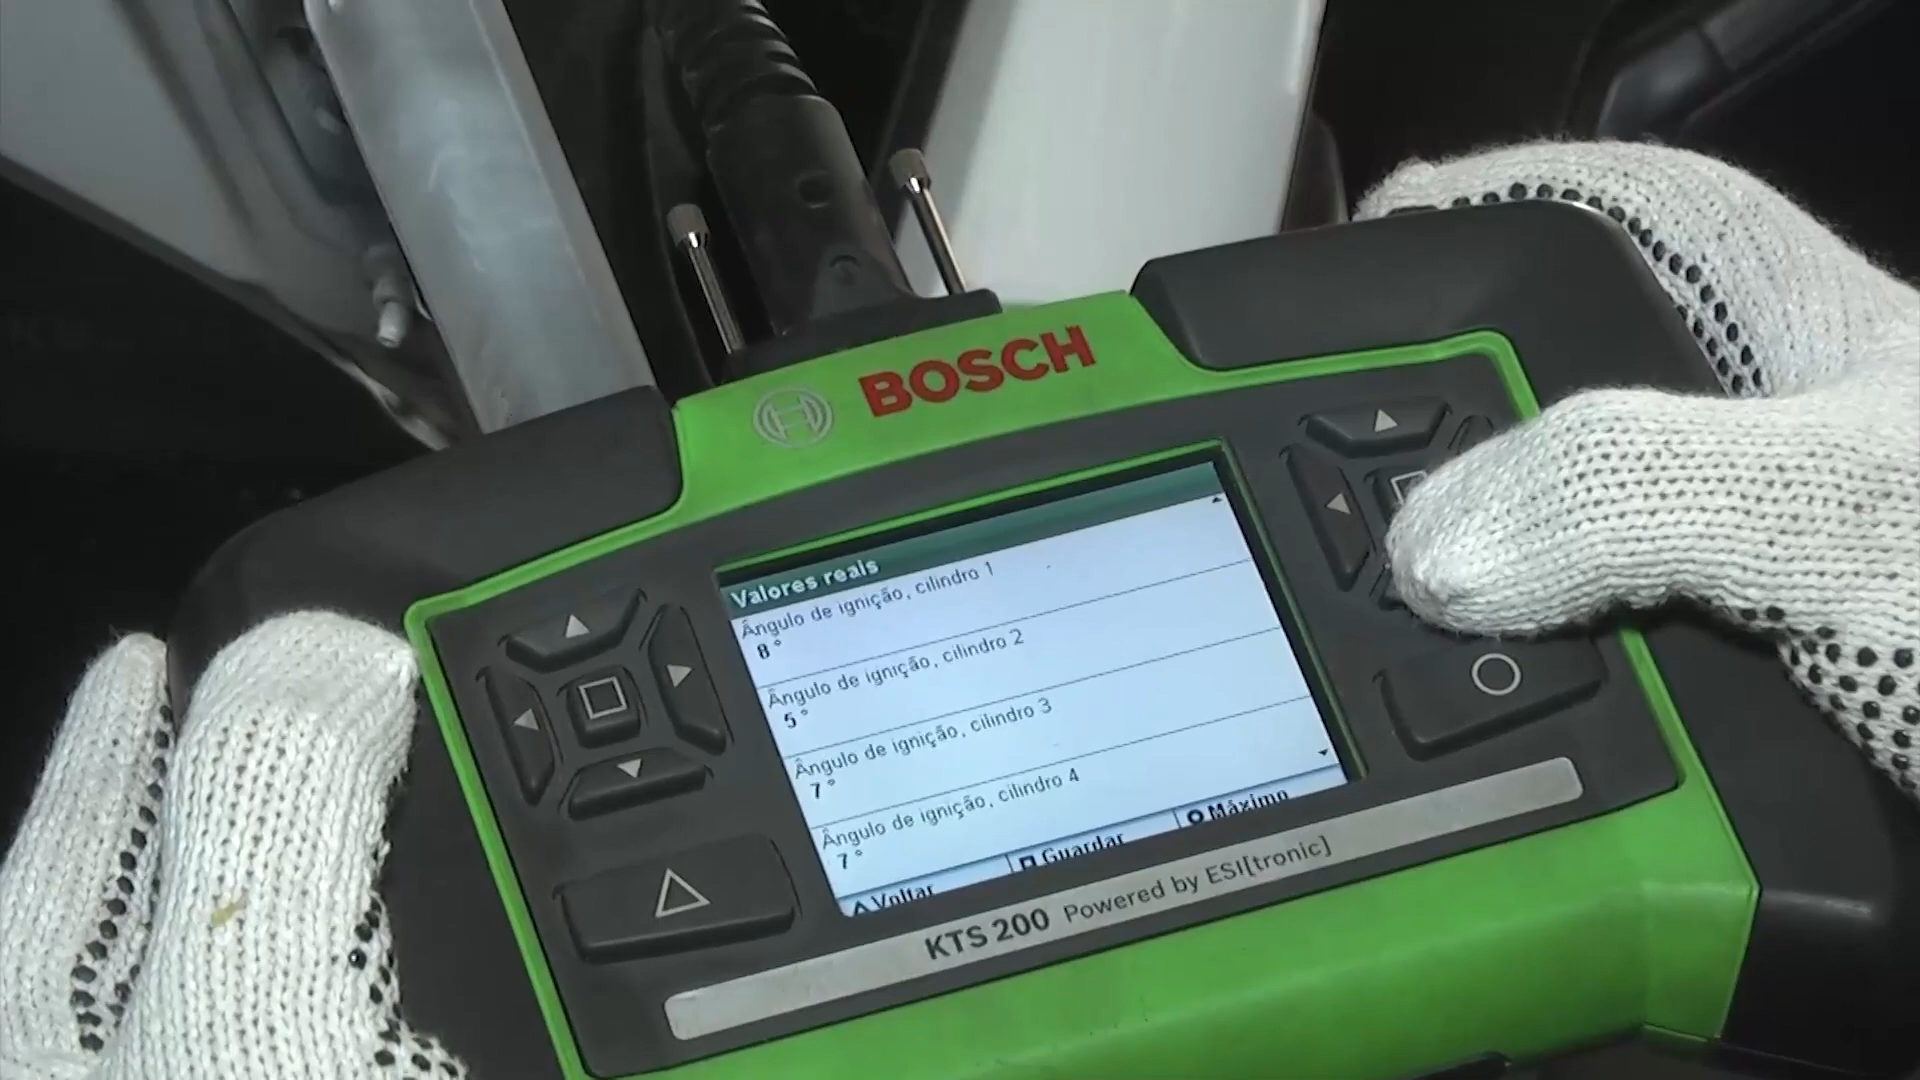 BOSCH
Valores reais
Ângulo de ignição, cilindro 1
8°
Ângulo de ignição, cilindro 2
5°
Ângulo de ignição, cilindro 3
7°
Ângulo de ignição, cilindro 4
7°
Voltar
Guardar
Máximo
KTS 200 Powered by ESI[tronic]